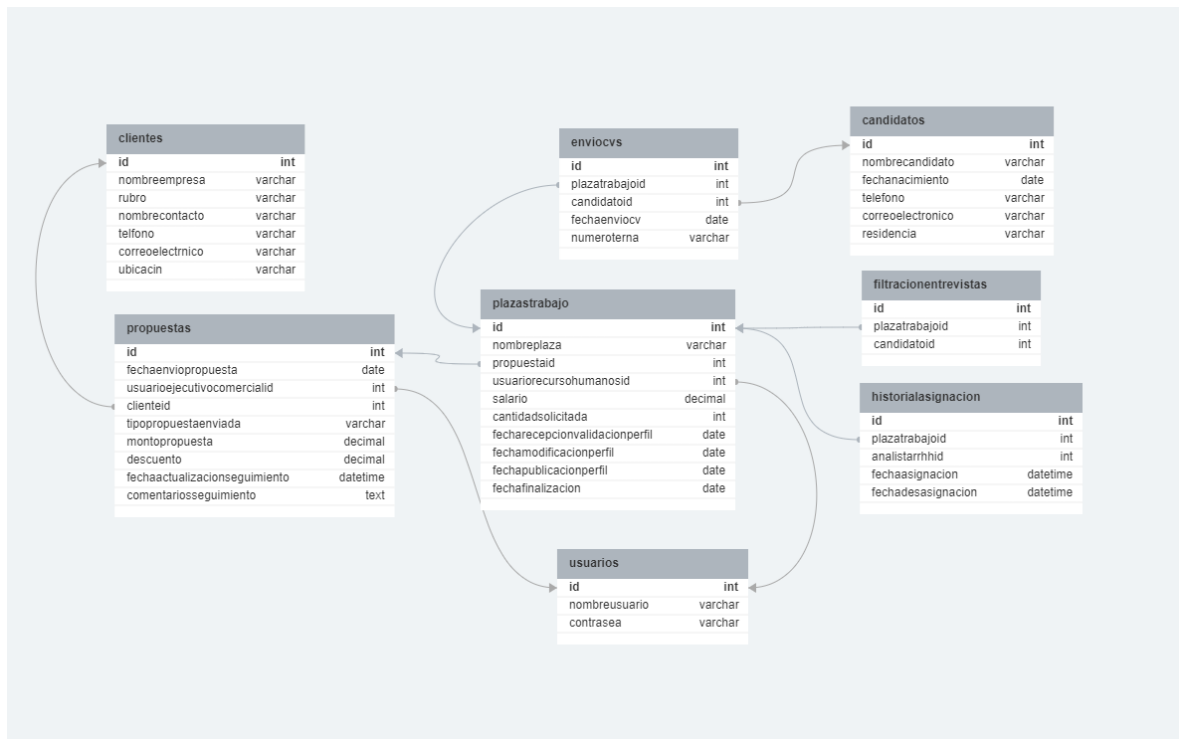 clientes
id int
nombreempresa varchar
rubro varchar
nombrecontacto varchar
telfono varchar
correoelectrnico varchar
ubicacin varchar
propuestas
id int
fechaenviopropuesta date
usuarioejecutivocomercialid int
clienteid int
tipopropuestaenviada varchar
montopropuesta decimal
descuento decimal
fechaactualizacionseguimiento datetime
comentariosseguimiento text
enviocvs
id int
plazatrabajoid int
candidatoid int
fechaenviocv date
numeroterna varchar
plazastrabajo
id int
nombreplaza varchar
propuestaid int
usuariorecursohumanosid int
salario decimal
cantidadsolicitada int
fecharecepcionvalidacionperfil date
fechamodificacionperfil date
fechapublicacionperfil date
fechafinalizacion date
usuarios
id int
nombreusuario varchar
contrasea varchar
candidatos
id int
nombrecandidato varchar
fechanacimiento date
telefono varchar
correoelectronico varchar
residencia varchar
filtracionentrevistas
id int
plazatrabajoid int
candidatoid int
historialasignacion
id int
plazatrabajoid int
analistarrhhid int
fechaasignacion datetime
fechadesasignacion datetime